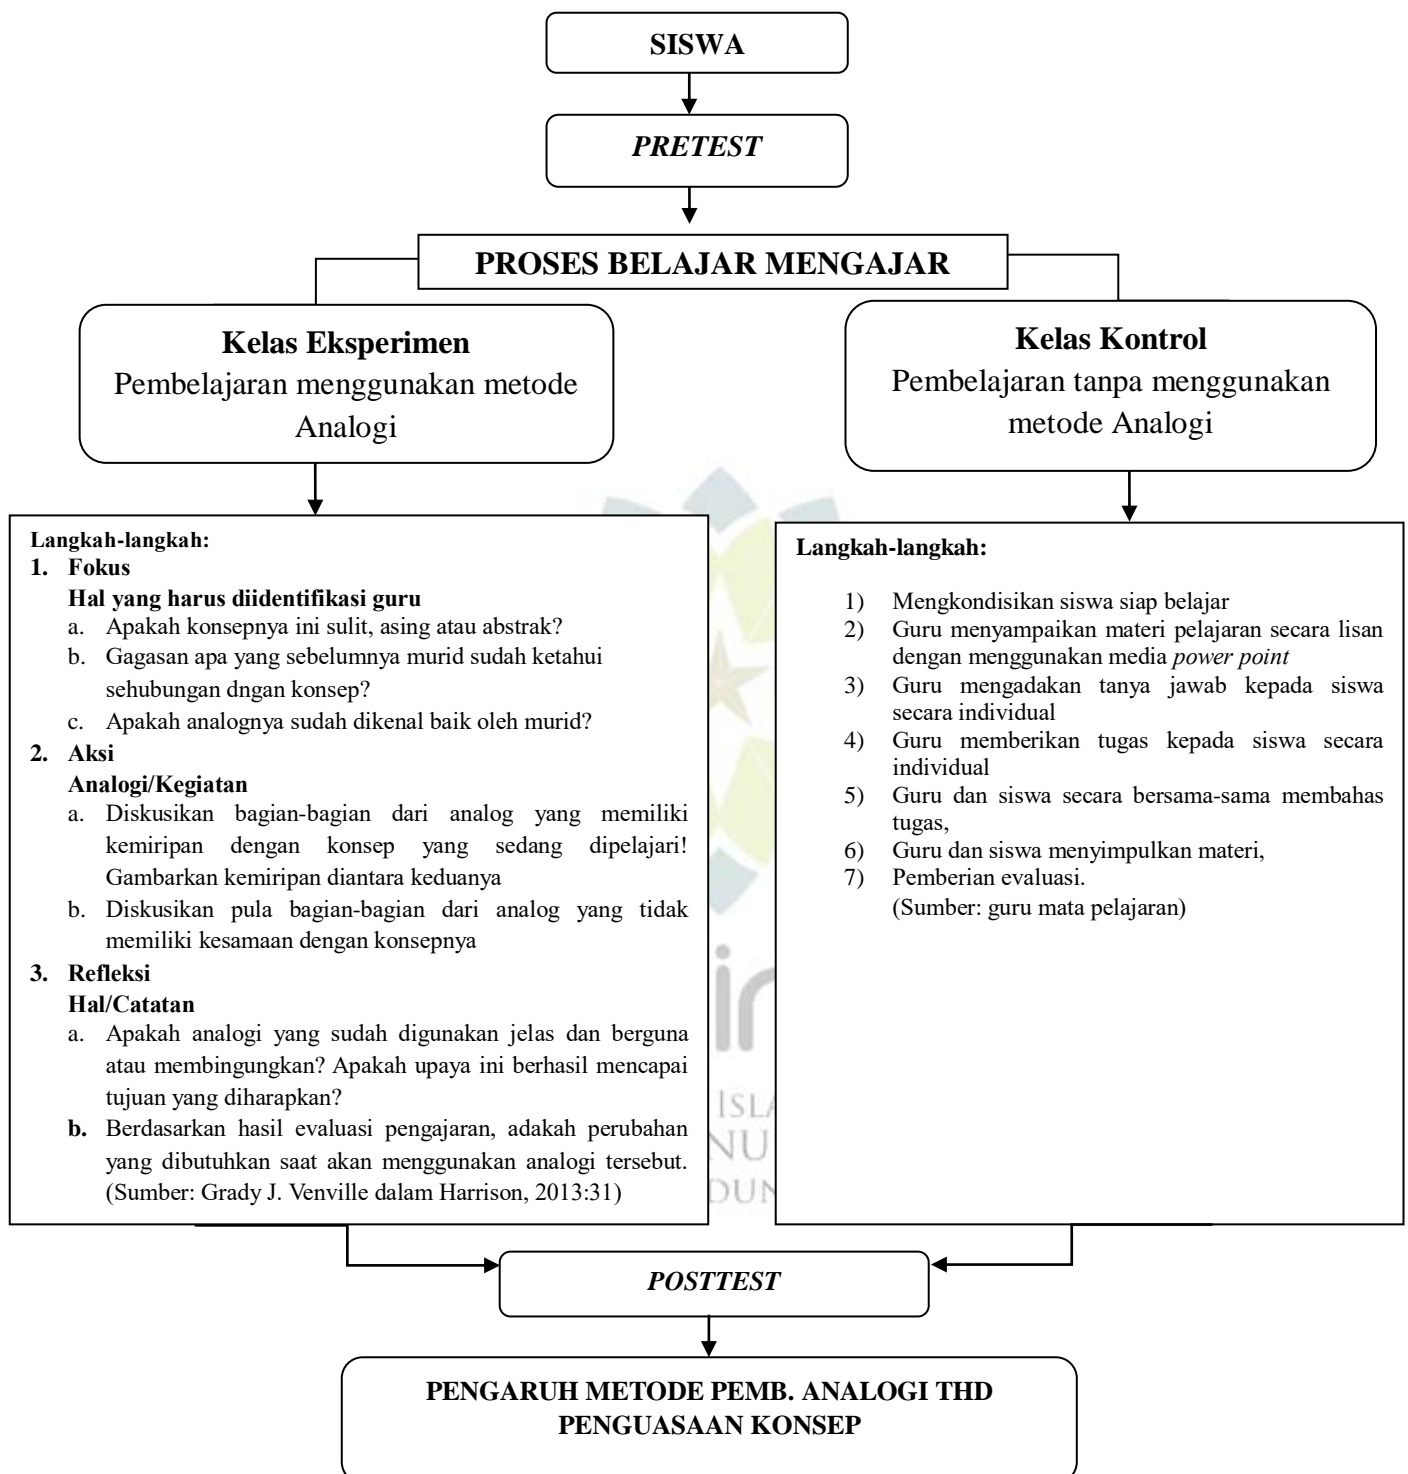 SISWA
PRETEST
PROSES BELAJAR MENGAJAR
Kelas Eksperimen
Pembelajaran menggunakan metode
Analogi
Kelas Kontrol
Pembelajaran tanpa menggunakan
metode Analogi
Langkah-langkah:
1. Fokus
Hal yang harus diidentifikasi guru
a. Apakah konsepnya ini sulit, asing atau abstrak?
b. Gagasan apa yang sebelumnya murid sudah ketahui
sehubungan dngan konsep?
c. Apakah analognya sudah dikenal baik oleh murid?
2. Aksi
Analogi/Kegiatan
a. Diskusikan bagian-bagian dari analog yang memiliki
kemiripan dengan konsep yang sedang dipelajari!
Gambarkan kemiripan diantara keduanya
b. Diskusikan pula bagian-bagian dari analog yang tidak
memiliki kesamaan dengan konsepnya
3. Refleksi
Hal/Catatan
a. Apakah analogi yang sudah digunakan jelas dan berguna
atau membingungkan? Apakah upaya ini berhasil mencapai
tujuan yang diharapkan?
b. Berdasarkan hasil evaluasi pengajaran, adakah perubahan
yang dibutuhkan saat akan menggunakan analogi tersebut.
(Sumber: Grady J. Venville dalam Harrison, 2013:31)
Langkah-langkah:
1) Mengkondisikan siswa siap belajar
2) Guru menyampaikan materi pelajaran secara lisan
dengan menggunakan media power point
3) Guru mengadakan tanya jawab kepada siswa
secara individual
4) Guru memberikan tugas kepada siswa secara
individual
5) Guru dan siswa secara bersama-sama membahas
tugas,
6) Guru dan siswa menyimpulkan materi,
7) Pemberian evaluasi.
(Sumber: guru mata pelajaran)
POSTTEST
PENGARUH METODE PEMB. ANALOGI THD
PENGUASAAN KONSEP